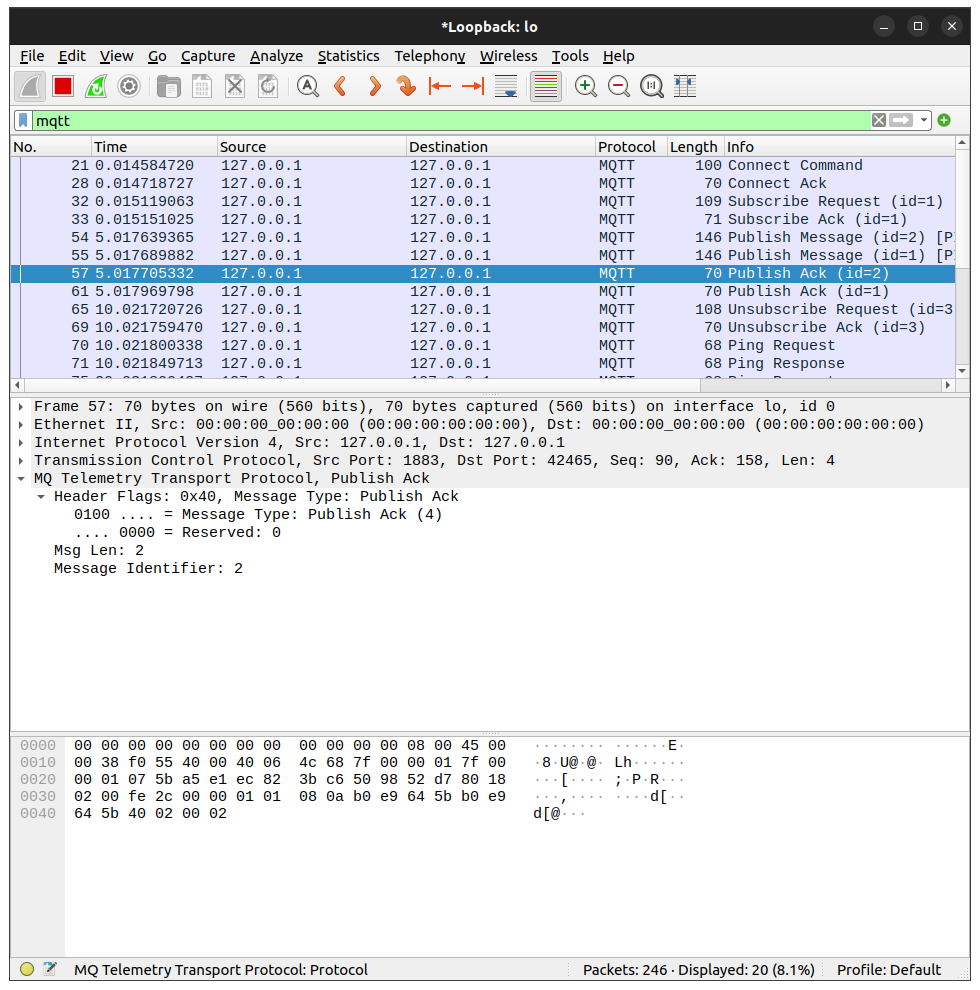 *Loopback: lo
File Edit View Go Capture Analyze Statistics Telephony Wireless Tools Help
mqtt
No. Time Source Destination Protocol Length Info
21 0.014584720 127.0.0.1 127.0.0.1 MQTT 100 Connect Command
28 0.014718727 127.0.0.1 127.0.0.1 MQTT 70 Connect Ack
32 0.015119063 127.0.0.1 127.0.0.1 MQTT 109 Subscribe Request (id=1)
33 0.015151025 127.0.0.1 127.0.0.1 MQTT 71 Subscribe Ack (id=1)
54 5.017639365 127.0.0.1 127.0.0.1 MQTT 146 Publish Message (id=2) [P
55 5.017689882 127.0.0.1 127.0.0.1 MQTT 146 Publish Message (id=1) [P
57 5.017705332 127.0.0.1 127.0.0.1 MQTT 70 Publish Ack (id=2)
61 5.017969798 127.0.0.1 127.0.0.1 MQTT 70 Publish Ack (id=1)
65 10.021720726 127.0.0.1 127.0.0.1 MQTT 108 Unsubscribe Request (id=3
69 10.021759470 127.0.0.1 127.0.0.1 MQTT 70 Unsubscribe Ack (id=3)
70 10.021800338 127.0.0.1 127.0.0.1 MQTT 68 Ping Request
71 10.021849713 127.0.0.1 127.0.0.1 MQTT 68 Ping Response
Frame 57: 70 bytes on wire (560 bits), 70 bytes captured (560 bits) on interface lo, id 0
Ethernet II, Src: 00:00:00_00:00:00 (00:00:00:00:00:00), Dst: 00:00:00_00:00:00 (00:00:00:00:00:00)
Internet Protocol Version 4, Src: 127.0.0.1, Dst: 127.0.0.1
Transmission Control Protocol, Src Port: 1883, Dst Port: 42465, Seq: 90, Ack: 158, Len: 4
MQ Telemetry Transport Protocol, Publish Ack
Header Flags: 0x40, Message Type: Publish Ack
0100 .... = Message Type: Publish Ack (4)
.... 0000 = Reserved: 0
Msg Len: 2
Message Identifier: 2
0000 00 00 00 00 00 00 00 00 00 00 00 00 08 00 45 00 ········ ······E·
0010 00 38 f0 55 40 00 40 06 4c 68 7f 00 00 01 7f 00 ·8·U@·@· Lh······
0020 00 01 07 5b a5 e1 ec 82 3b c6 50 98 52 d7 80 18 ···[···· ;·P·R···
0030 02 00 fe 2c 00 00 01 01 08 0a b0 e9 64 5b b0 e9 ···,···· ····d[··
0040 64 5b 40 02 00 02 d[@···
MQ Telemetry Transport Protocol: Protocol Packets: 246 · Displayed: 20 (8.1%) Profile: Default